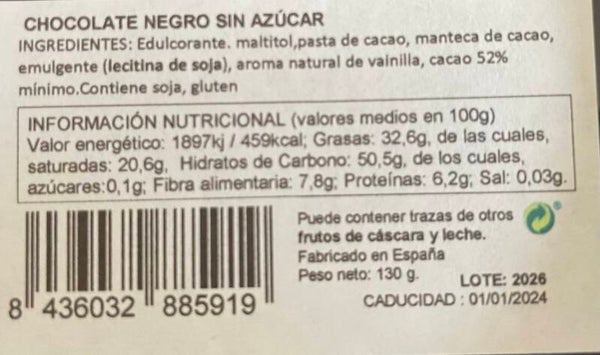 CHOCOLATE NEGRO SIN AZÚCAR
INGREDIENTES: Edulcorante. maltitol,pasta de cacao, manteca de cacao,
emulgente (lecitina de soja), aroma natural de vainilla, cacao 52%
mínimo.Contiene soja, gluten
INFORMACIÓN NUTRICIONAL (valores medios en 100g)
Valor energético: 1897kj / 459kcal; Grasas: 32,6g, de las cuales,
saturadas: 20,6g, Hidratos de Carbono: 50,5g, de los cuales,
azúcares:0,1g; Fibra alimentaria: 7,8g; Proteínas: 6,2g; Sal: 0,03g.
Puede contener trazas de otros
frutos de cáscara y leche.
Fabricado en España
Peso neto: 130 g.
LOTE: 2026
CADUCIDAD : 01/01/2024
8 436032 885919